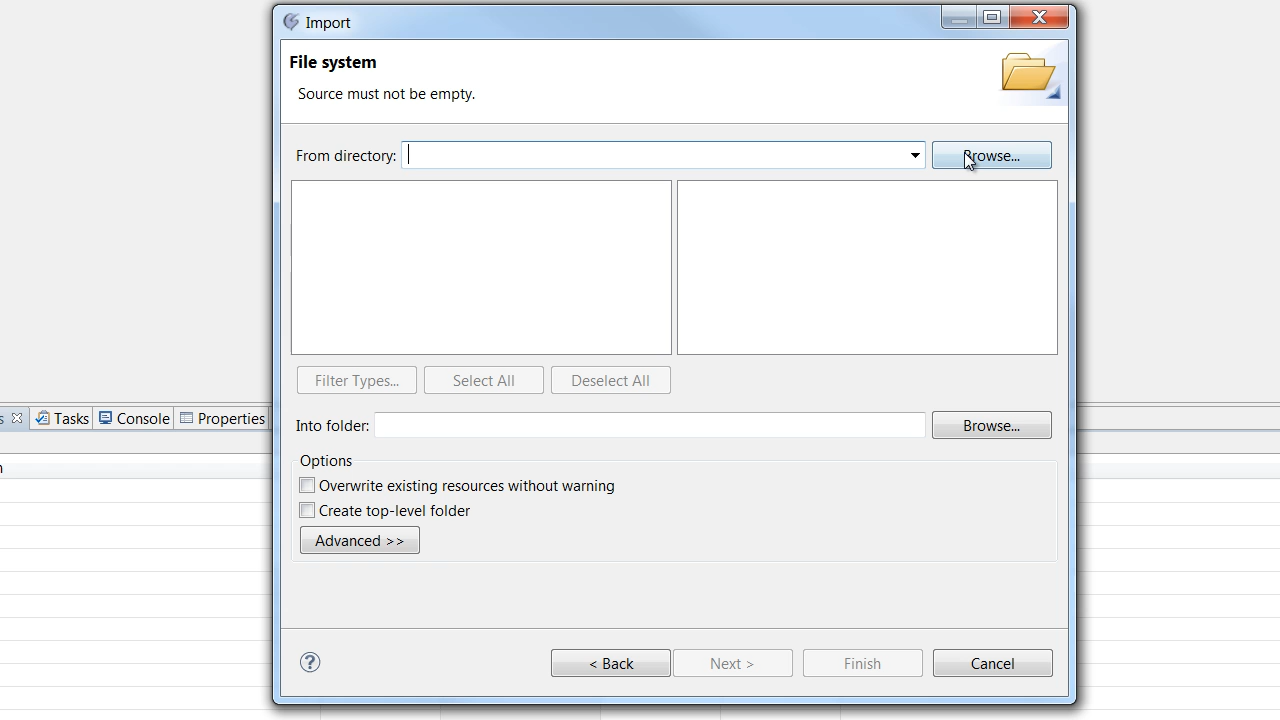 Import
File system
Source must not be empty.
From directory:
Browse...
Filter Types...
Select All
Deselect All
Tasks
Console
Properties
Into folder:
Browse...
Options
Overwrite existing resources without warning
Create top-level folder
Advanced >>
?
< Back
Next >
Finish
Cancel